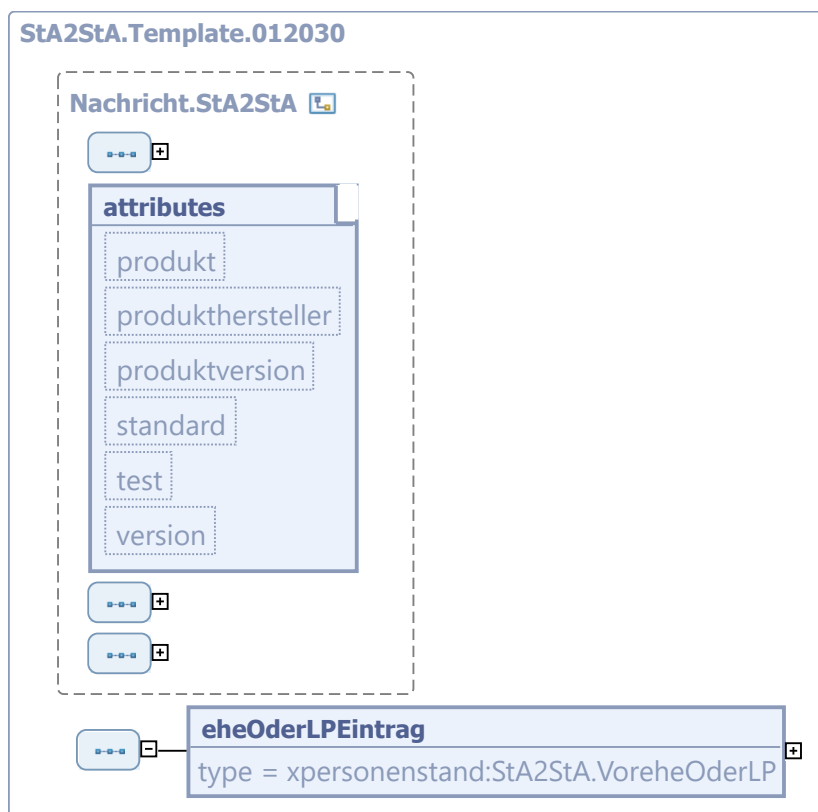 StA2StA.Template.012030
Nachricht.StA2StA
attributes
produkt
produkthersteller
produktversion
standard
test
version
eheOderLPEintrag
type = xpersonenstand:StA2StA.VoreheOderLP